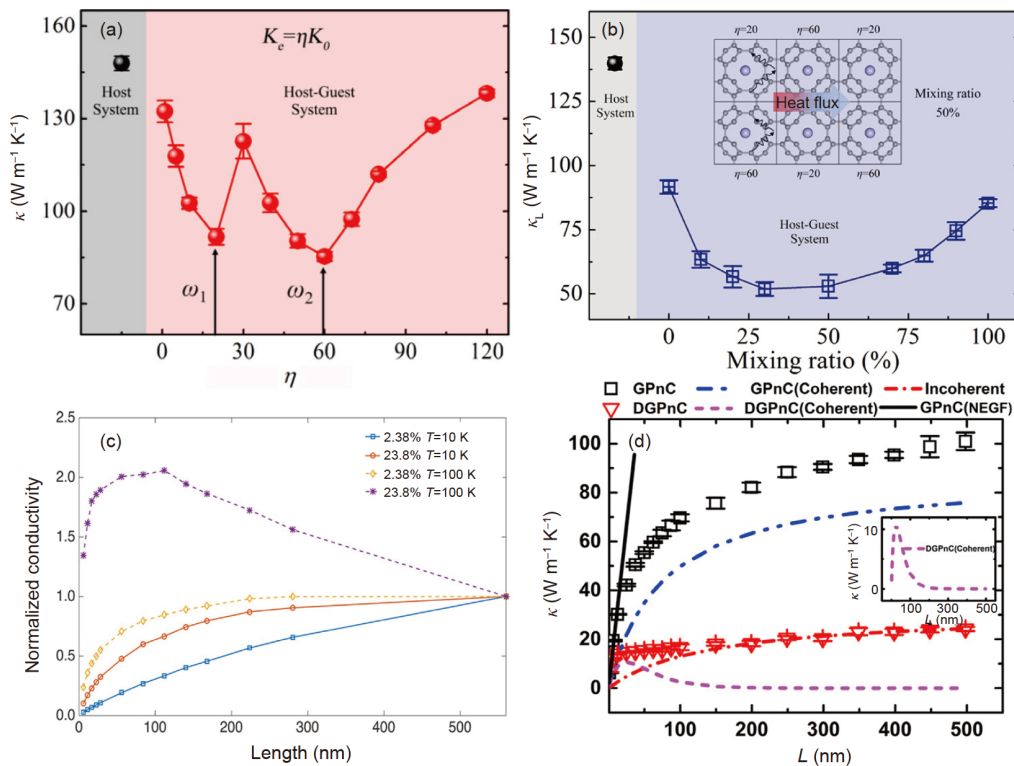 (a)
K_e=ηK_0
Host
System
Host-Guest
System
ω1
ω2
160
130
100
70
κ (W m⁻¹ K⁻¹)
0 30 60 90 120
η
(b)
η=20 η=60 η=20
Heat flux
η=60 η=20 η=60
Mixing ratio
50%
Host
System
Host-Guest
System
150
125
100
75
50
κL (W m⁻¹ K⁻¹)
0 25 50 75 100
Mixing ratio (%)
(c)
2.38% T=10 K
23.8% T=10 K
2.38% T=100 K
23.8% T=100 K
2.5
2.0
1.5
1.0
0.5
0.0
Normalized conductivity
0 100 200 300 400 500
Length (nm)
GPnC GPnC(Coherent) Incoherent
DGPnC DGPnC(Coherent) GPnC(NEGF)
(d)
100
80
60
40
20
0
κ (W m⁻¹ K⁻¹)
10
0
κ (W m⁻¹ K⁻¹)
DGPnC(Coherent)
100 300 500
L (nm)
100 200 300 400 500
L (nm)